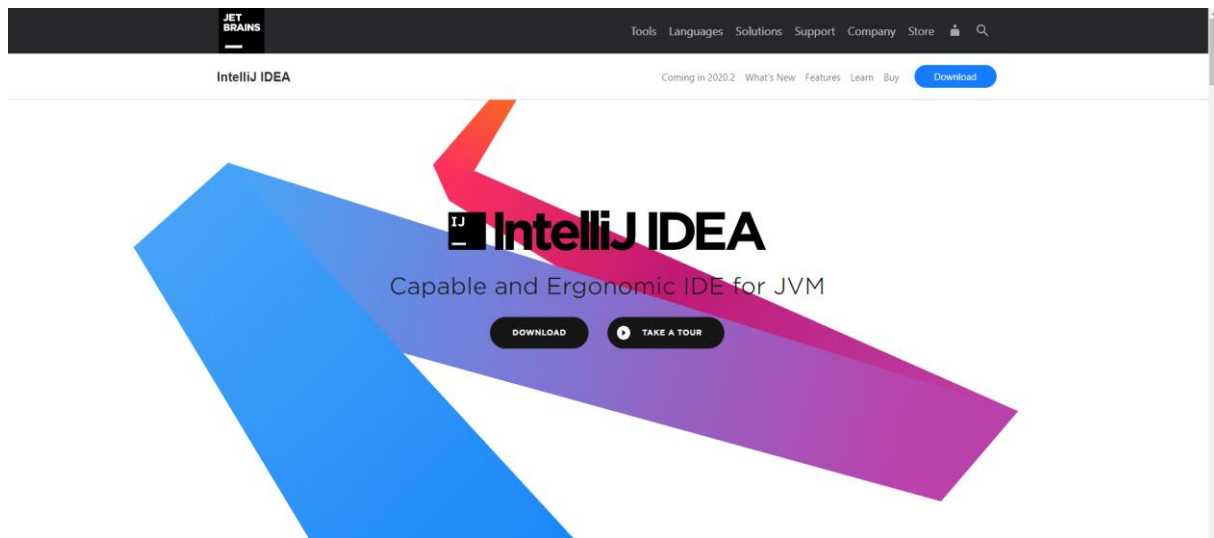 JET
BRAINS
Tools Languages Solutions Support Company Store
IntelliJ IDEA
Coming in 2020.2 What's New Features Learn Buy Download
IJ IntelliJ IDEA
Capable and Ergonomic IDE for JVM
DOWNLOAD TAKE A TOUR